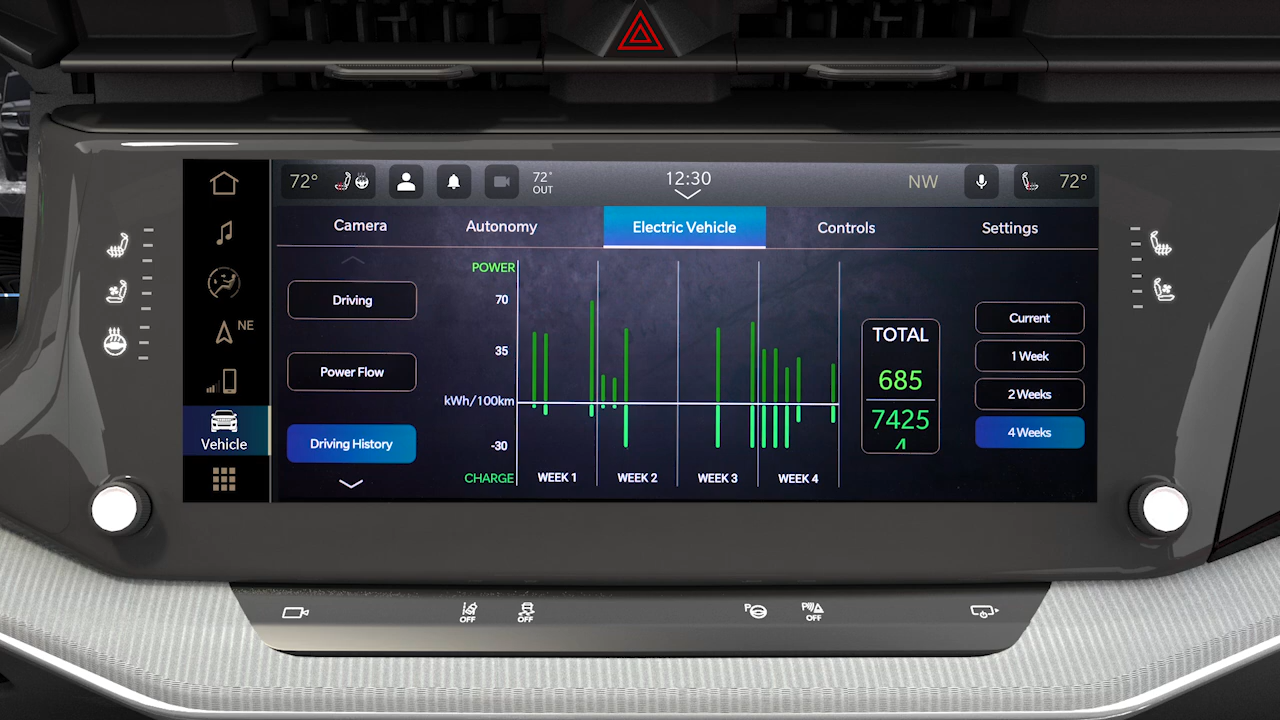 72°
72°
OUT
12:30
NW
72°
Camera
Autonomy
Electric Vehicle
Controls
Settings
NE
Vehicle
Driving
Power Flow
Driving History
POWER
70
35
kWh/100km
-30
CHARGE
WEEK 1
WEEK 2
WEEK 3
WEEK 4
TOTAL
685
7425
4
Current
1 Week
2 Weeks
4 Weeks
OFF
OFF
P
P
OFF